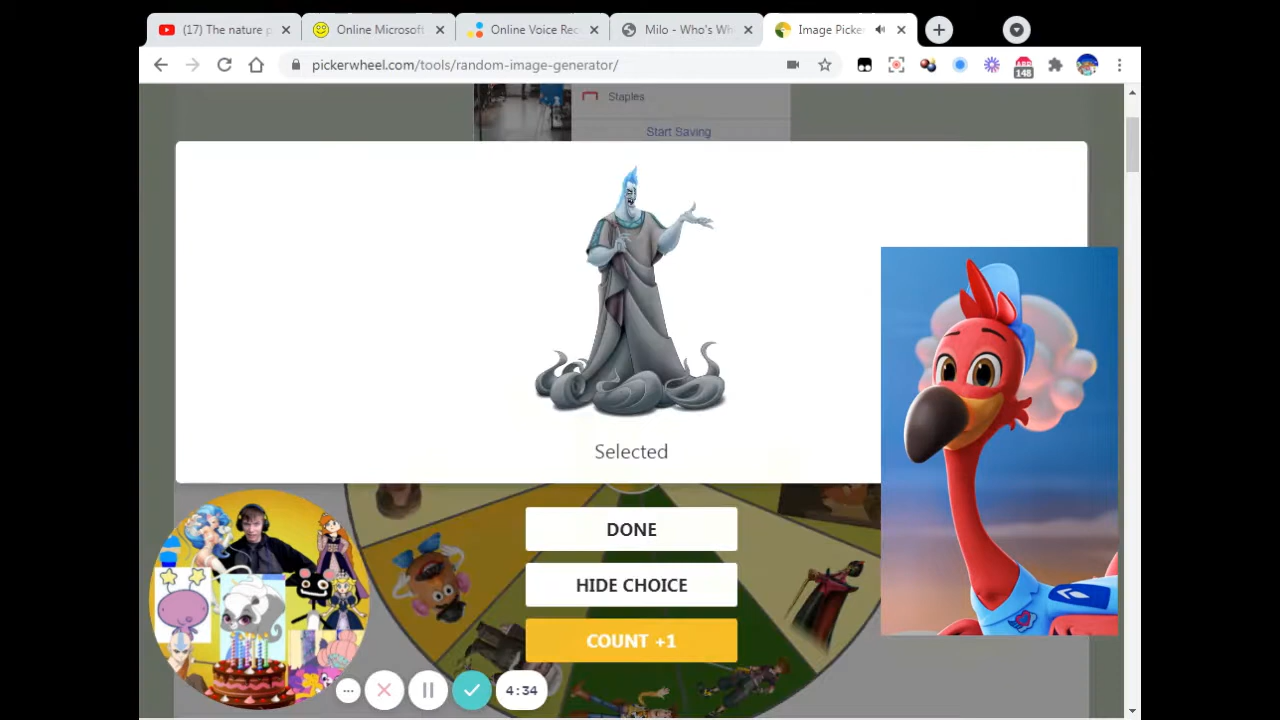 (17) The nature p
Online Microsoft
Online Voice Rec
Milo - Who's Wh
Image Picke
pickerwheel.com/tools/random-image-generator/
148
Staples
Start Saving
Selected
DONE
HIDE CHOICE
COUNT +1
4:34